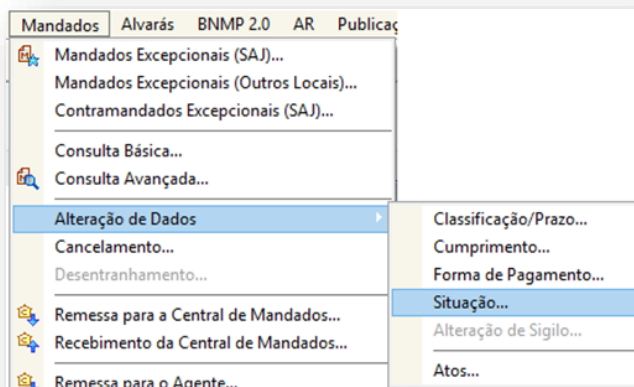 Mandados Alvarás BNMP 2.0 AR Publicaç
Mandados Excepcionais (SAJ)...
Mandados Excepcionais (Outros Locais)...
Contramandados Excepcionais (SAJ)...
Consulta Básica...
Consulta Avançada...
Alteração de Dados
Cancelamento...
Desentranhamento...
Remessa para a Central de Mandados...
Recebimento da Central de Mandados...
Remessa para o Agente...
Classificação/Prazo...
Cumprimento...
Forma de Pagamento...
Situação...
Alteração de Sigilo...
Atos...